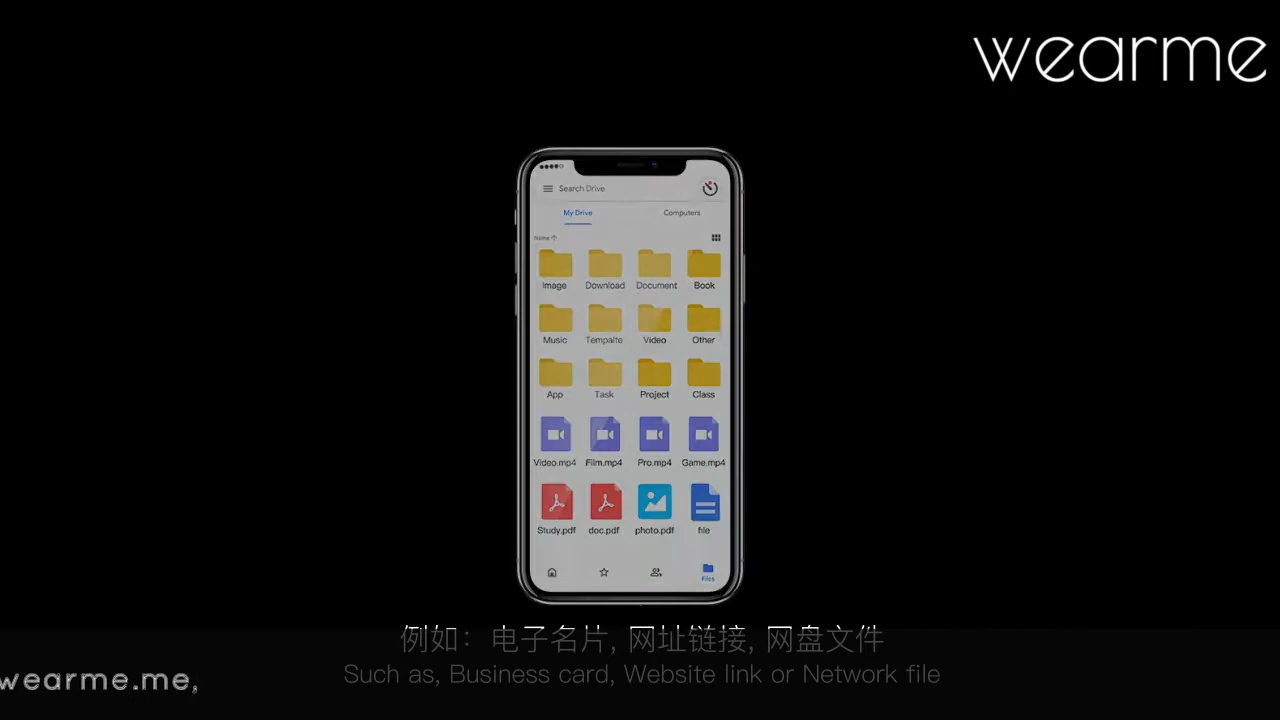 wearme
Search Drive
My Drive Computers
Name
Image Download Document Book
Music Tempalte Video Other
App Task Project Class
Video.mp4 Film.mp4 Pro.mp4 Game.mp4
Study.pdf doc.pdf photo.pdf file
Files
例如：电子名片, 网址链接, 网盘文件
Such as, Business card, Website link or Network file
wearme.me,